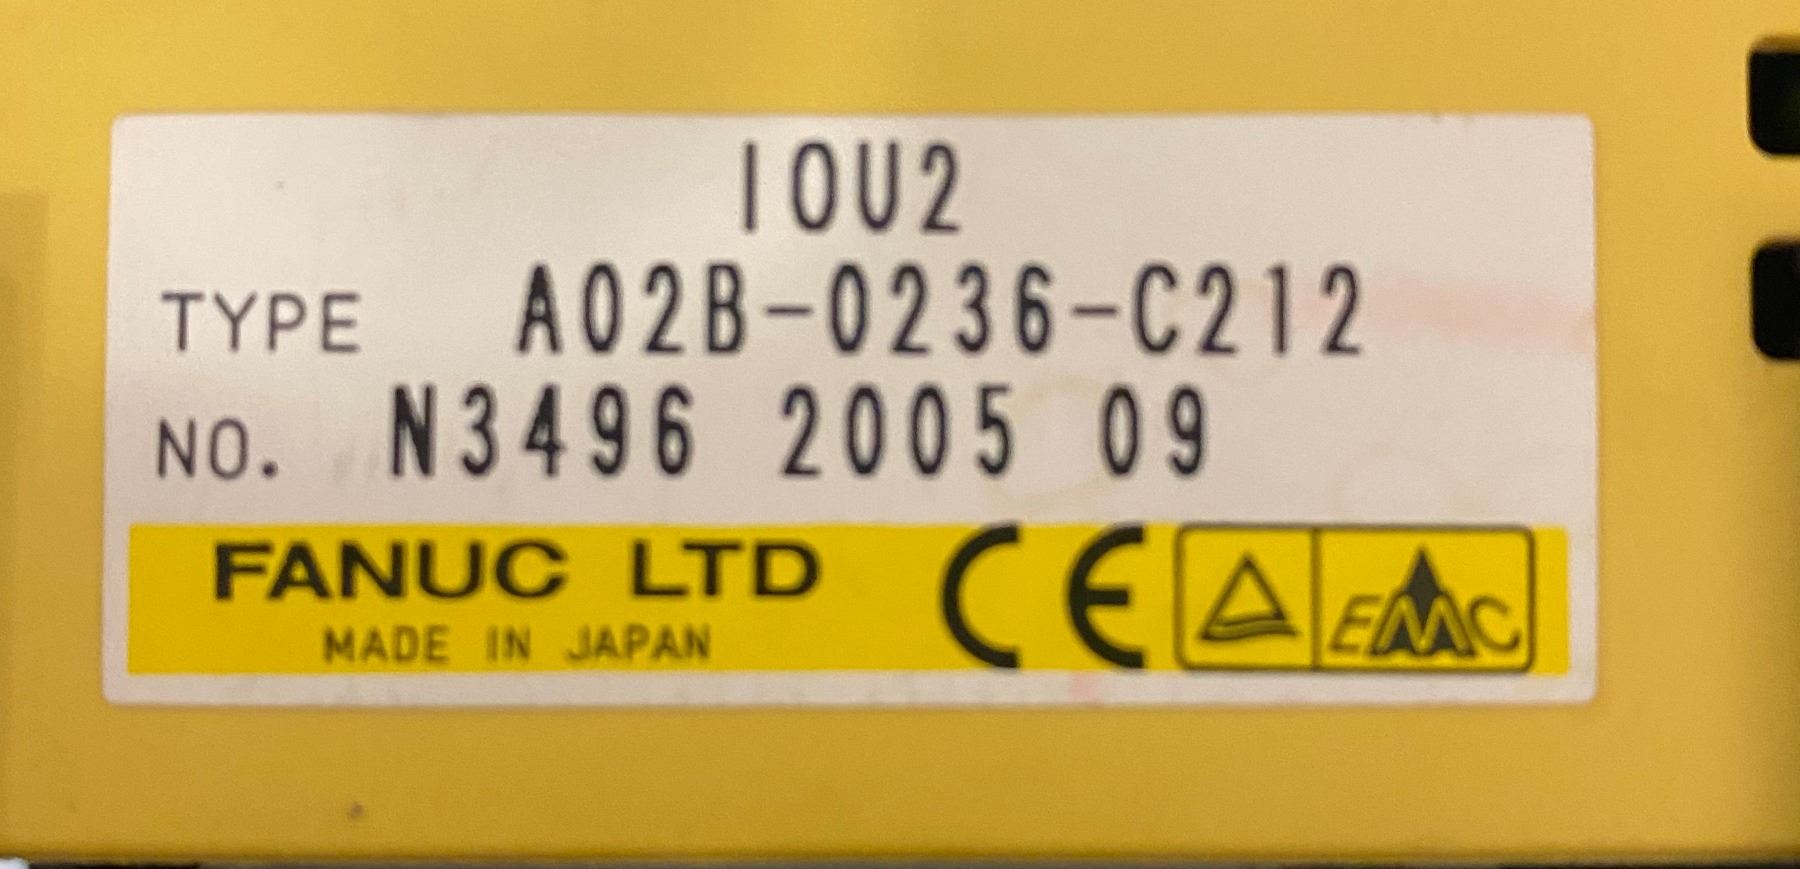 IOU2
TYPE A02B-0236-C212
NO. N3496 2005 09
FANUC LTD CE EMC
MADE IN JAPAN